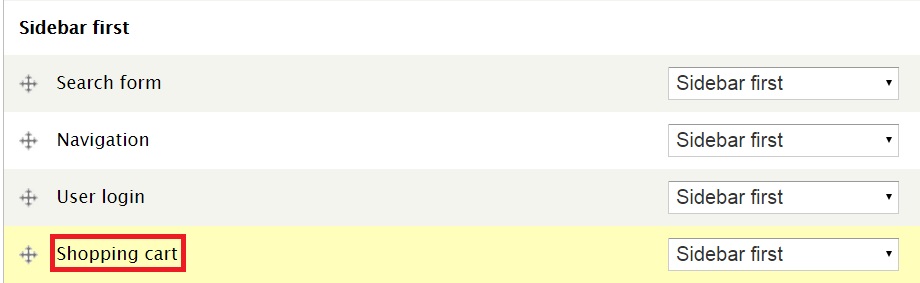 Sidebar first
Search form Sidebar first
Navigation Sidebar first
User login Sidebar first
Shopping cart Sidebar first